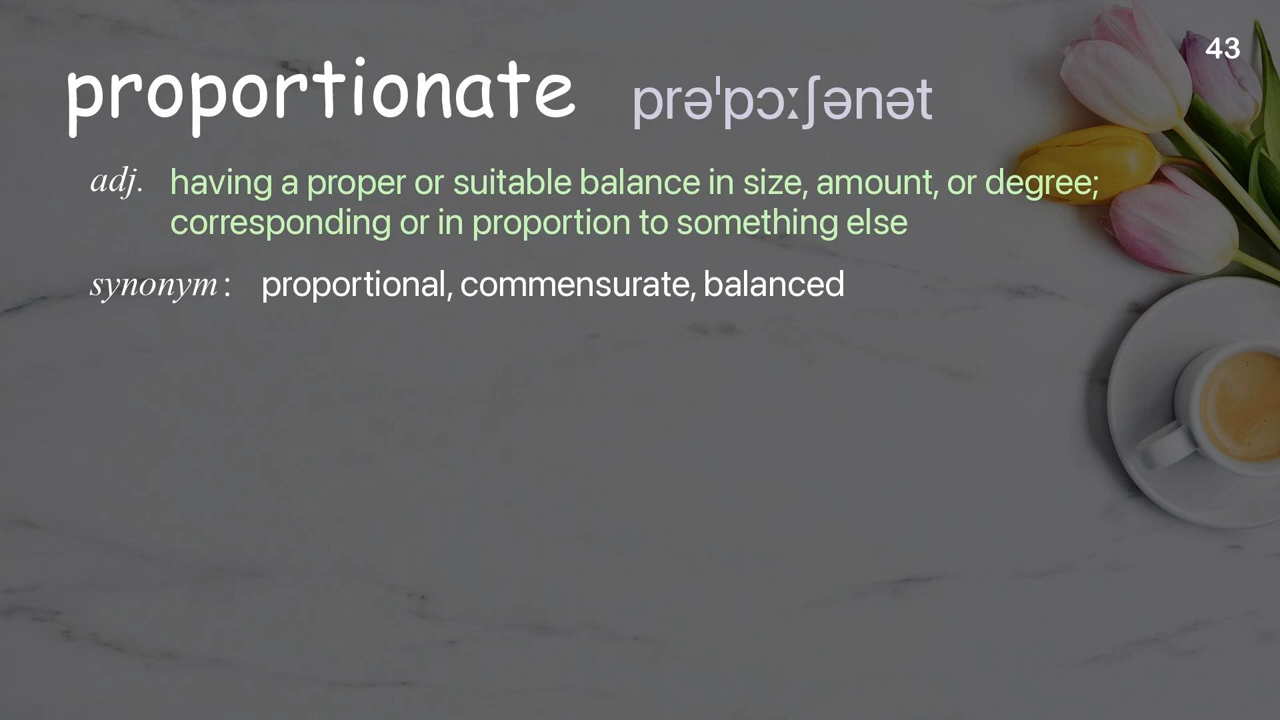 43
proportionate prəˈpɔːʃənət
adj. having a proper or suitable balance in size, amount, or degree;
corresponding or in proportion to something else
synonym: proportional, commensurate, balanced